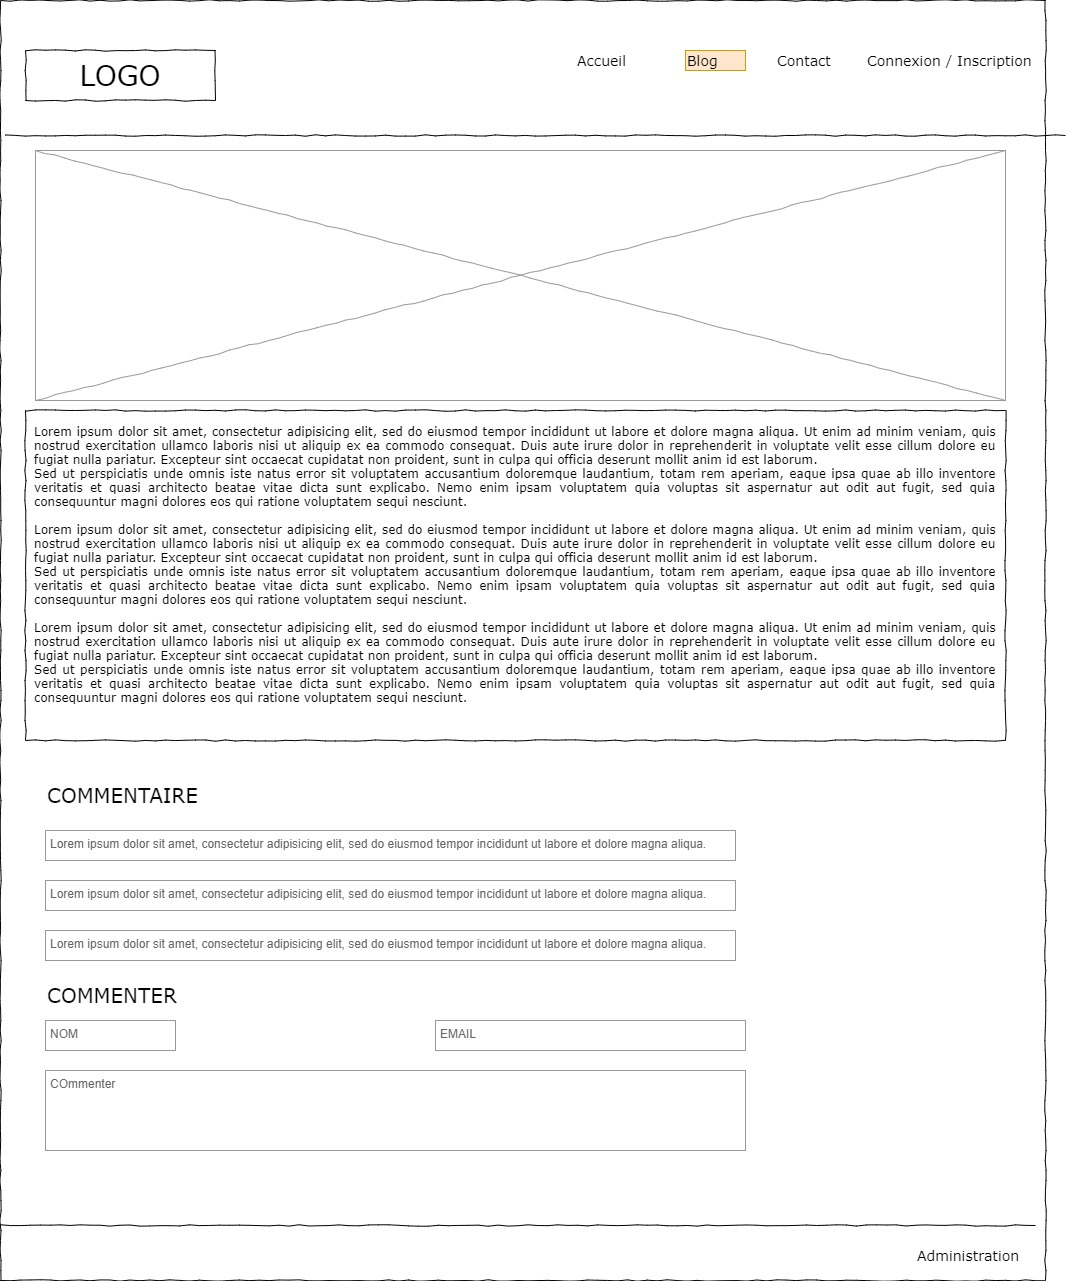 LOGO
Accueil
Blog
Contact
Connexion / Inscription
Lorem ipsum dolor sit amet, consectetur adipisicing elit, sed do eiusmod tempor incididunt ut labore et dolore magna aliqua. Ut enim ad minim veniam, quis
nostrud exercitation ullamco laboris nisi ut aliquip ex ea commodo consequat. Duis aute irure dolor in reprehenderit in voluptate velit esse cillum dolore eu
fugiat nulla pariatur. Excepteur sint occaecat cupidatat non proident, sunt in culpa qui officia deserunt mollit anim id est laborum.
Sed ut perspiciatis unde omnis iste natus error sit voluptatem accusantium doloremque laudantium, totam rem aperiam, eaque ipsa quae ab illo inventore
veritatis et quasi architecto beatae vitae dicta sunt explicabo. Nemo enim ipsam voluptatem quia voluptas sit aspernatur aut odit aut fugit, sed quia
consequuntur magni dolores eos qui ratione voluptatem sequi nesciunt.
Lorem ipsum dolor sit amet, consectetur adipisicing elit, sed do eiusmod tempor incididunt ut labore et dolore magna aliqua. Ut enim ad minim veniam, quis
nostrud exercitation ullamco laboris nisi ut aliquip ex ea commodo consequat. Duis aute irure dolor in reprehenderit in voluptate velit esse cillum dolore eu
fugiat nulla pariatur. Excepteur sint occaecat cupidatat non proident, sunt in culpa qui officia deserunt mollit anim id est laborum.
Sed ut perspiciatis unde omnis iste natus error sit voluptatem accusantium doloremque laudantium, totam rem aperiam, eaque ipsa quae ab illo inventore
veritatis et quasi architecto beatae vitae dicta sunt explicabo. Nemo enim ipsam voluptatem quia voluptas sit aspernatur aut odit aut fugit, sed quia
consequuntur magni dolores eos qui ratione voluptatem sequi nesciunt.
Lorem ipsum dolor sit amet, consectetur adipisicing elit, sed do eiusmod tempor incididunt ut labore et dolore magna aliqua. Ut enim ad minim veniam, quis
nostrud exercitation ullamco laboris nisi ut aliquip ex ea commodo consequat. Duis aute irure dolor in reprehenderit in voluptate velit esse cillum dolore eu
fugiat nulla pariatur. Excepteur sint occaecat cupidatat non proident, sunt in culpa qui officia deserunt mollit anim id est laborum.
Sed ut perspiciatis unde omnis iste natus error sit voluptatem accusantium doloremque laudantium, totam rem aperiam, eaque ipsa quae ab illo inventore
veritatis et quasi architecto beatae vitae dicta sunt explicabo. Nemo enim ipsam voluptatem quia voluptas sit aspernatur aut odit aut fugit, sed quia
consequuntur magni dolores eos qui ratione voluptatem sequi nesciunt.
COMMENTAIRE
Lorem ipsum dolor sit amet, consectetur adipisicing elit, sed do eiusmod tempor incididunt ut labore et dolore magna aliqua.
Lorem ipsum dolor sit amet, consectetur adipisicing elit, sed do eiusmod tempor incididunt ut labore et dolore magna aliqua.
Lorem ipsum dolor sit amet, consectetur adipisicing elit, sed do eiusmod tempor incididunt ut labore et dolore magna aliqua.
COMMENTER
NOM
EMAIL
COmmenter
Administration